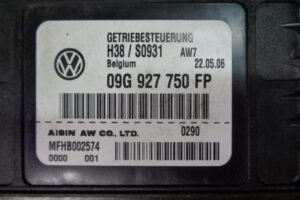 GETRIEBESTEUERUNG
H38 / S0931 AW7
Belgium 22.05.06
09G 927 750 FP
AISIN AW CO., LTD. 0290
MFHB002574
0000 001